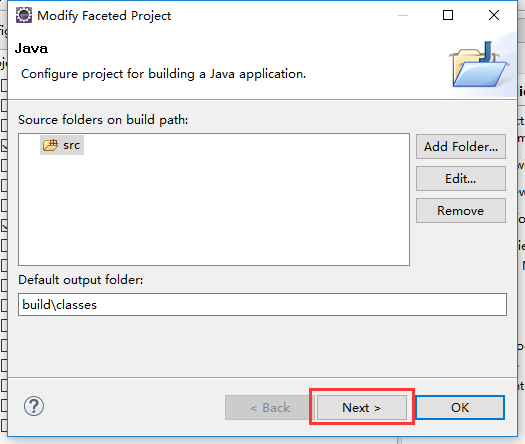 Modify Faceted Project
Java
Configure project for building a Java application.
Source folders on build path:
src
Add Folder...
Edit...
Remove
Default output folder:
build\classes
?
< Back
Next >
OK